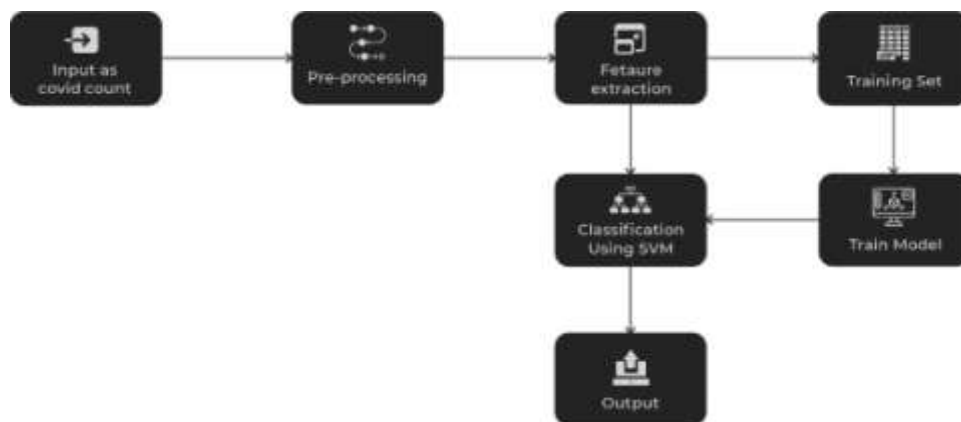 Input as
covid count
Pre-processing
Fetaure
extraction
Training Set
Classification
Using SVM
Train Model
Output